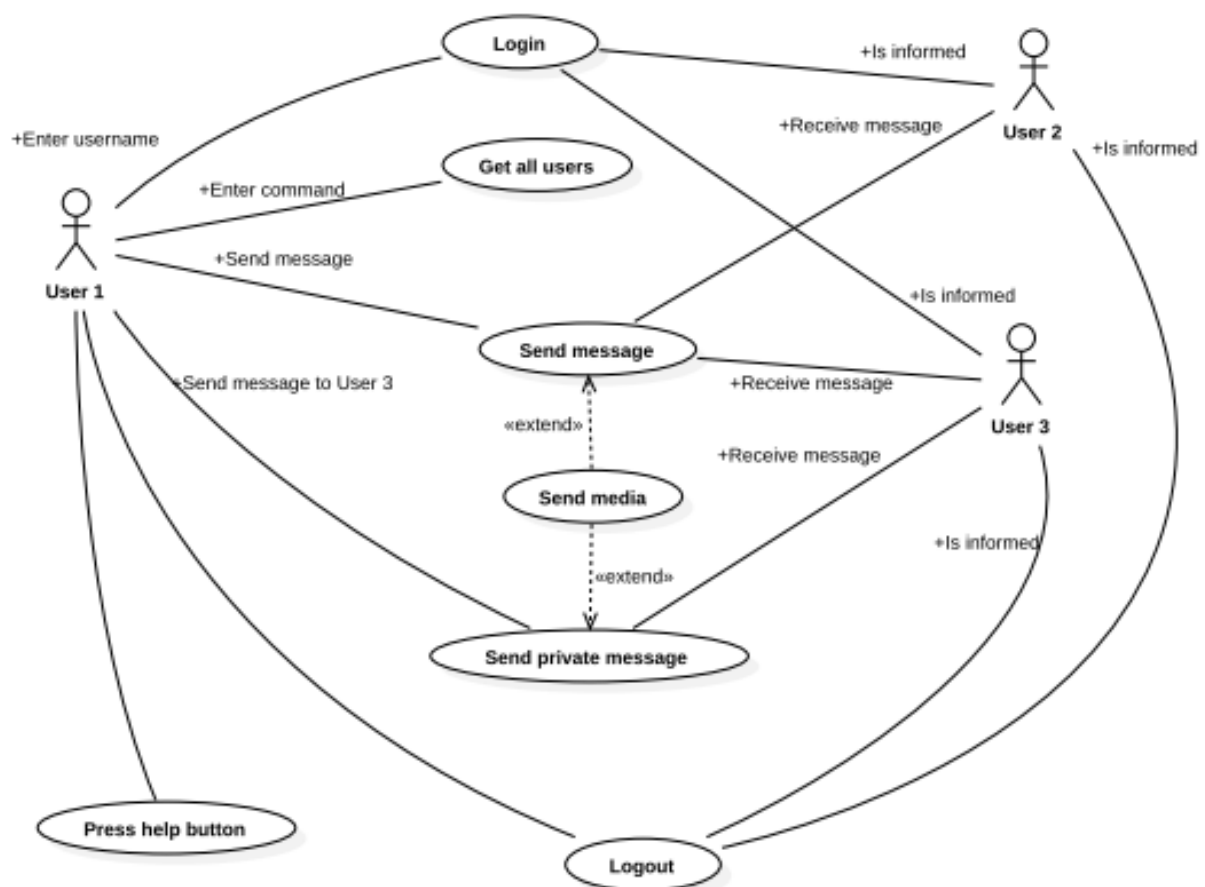 Login
+Is informed
User 2
+Enter username
+Receive message
+Is informed
Get all users
+Enter command
User 1
+Send message
+Is informed
Send message
+Send message to User 3
+Receive message
User 3
«extend»
+Receive message
Send media
+Is informed
«extend»
Send private message
Press help button
Logout